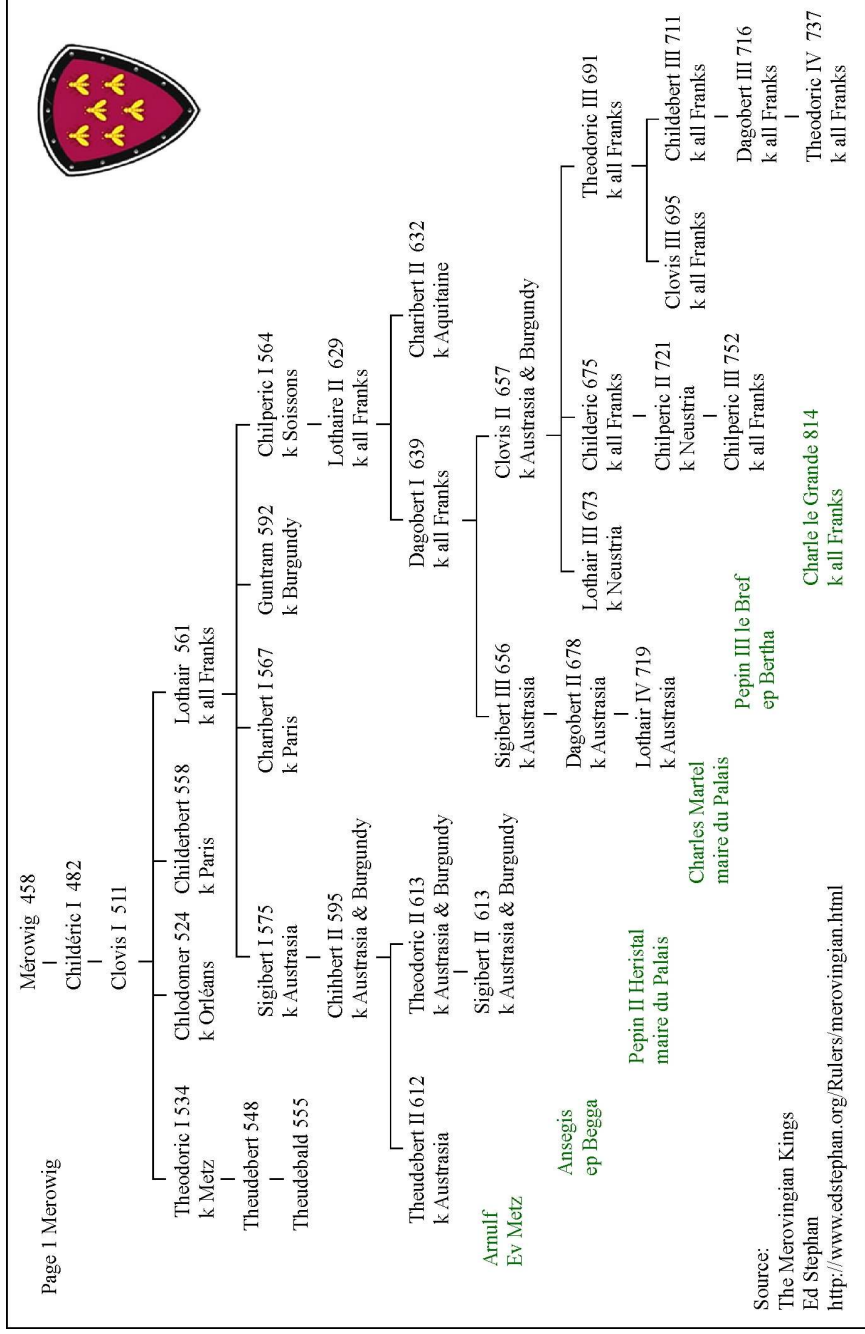 Page 1 Merowig
Mérowig 458
Childéric I 482
Clovis I 511
Theodoric I 534
k Metz
Chlodomer 524
k Orléans
Childerbert 558
k Paris
Lothair 561
k all Franks
Theudebert 548
Theudebald 555
Sigibert I 575
k Austrasia
Charibert I 567
k Paris
Guntram 592
k Burgundy
Chilperic I 564
k Soissons
Chihbert II 595
k Austrasia & Burgundy
Lothaire II 629
k all Franks
Theudebert II 612
k Austrasia
Theodoric II 613
k Austrasia & Burgundy
Dagobert I 639
k all Franks
Charibert II 632
k Aquitaine
Sigibert II 613
k Austrasia & Burgundy
Sigibert III 656
k Austrasia
Clovis II 657
k Austrasia & Burgundy
Arnulf
Ev Metz
Dagobert II 678
k Austrasia
Lothair III 673
k Neustria
Childeric 675
k all Franks
Theodoric III 691
k all Franks
Ansegis
ep Begga
Lothair IV 719
k Austrasia
Chilperic II 721
k Neustria
Clovis III 695
k all Franks
Childebert III 711
k all Franks
Pepin II Heristal
maire du Palais
Chilperic III 752
k all Franks
Dagobert III 716
k all Franks
Charles Martel
maire du Palais
Theodoric IV 737
k all Franks
Pepin III le Bref
ep Bertha
Charle le Grande 814
k all Franks
Source:
The Merovingian Kings
Ed Stephan
http://www.edstephan.org/Rulers/merovingian.html